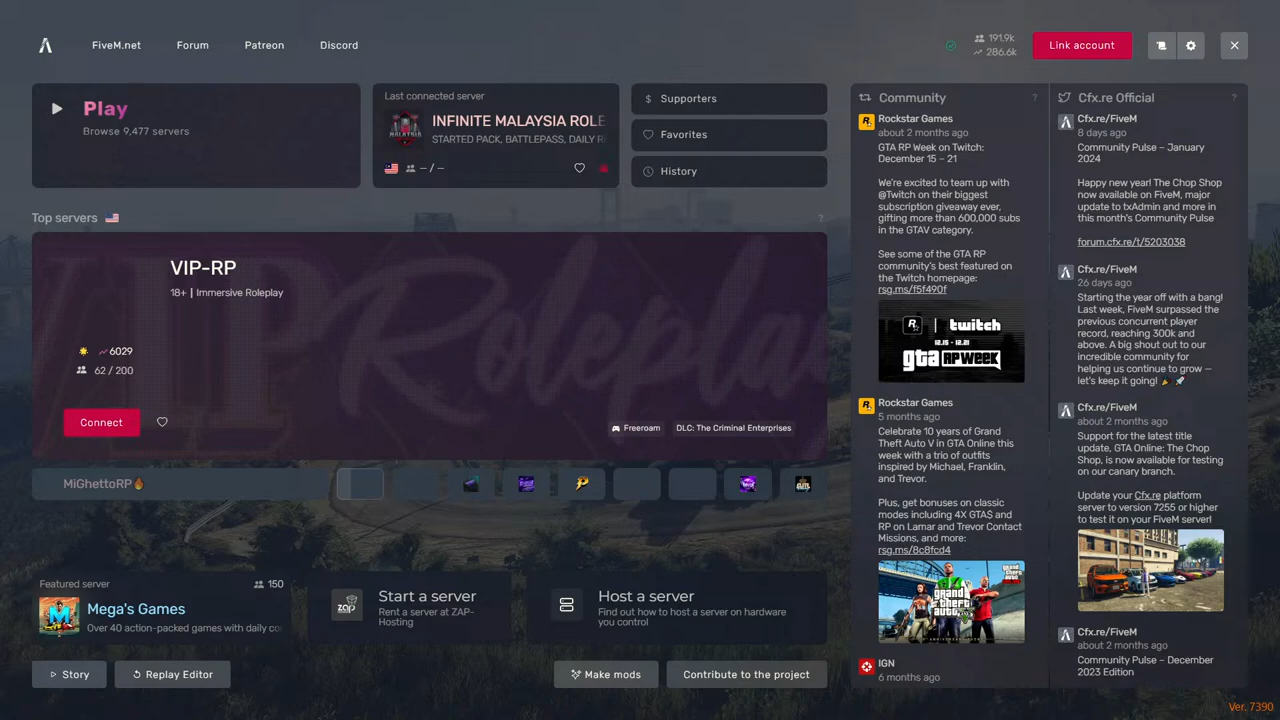 FiveM.net
Forum
Patreon
Discord
191.9k
286.6k
Link account
Play
Browse 9,477 servers
Last connected server
INFINITE MALAYSIA ROLE
STARTED PACK, BATTLEPASS, DAILY R
– / –
$ Supporters
Favorites
History
Top servers
?
VIP-RP
18+ | Immersive Roleplay
6029
62 / 200
Connect
Freeroam
DLC: The Criminal Enterprises
MiGhettoRP
Featured server
150
Mega's Games
Over 40 action-packed games with daily co
ZAP
Start a server
Rent a server at ZAP-
Hosting
Host a server
Find out how to host a server on hardware
you control
Story
Replay Editor
Make mods
Contribute to the project
Community
?
Rockstar Games
about 2 months ago
GTA RP Week on Twitch:
December 15 – 21
We're excited to team up with
@Twitch on their biggest
subscription giveaway ever,
gifting more than 600,000 subs
in the GTAV category.
See some of the GTA RP
community's best featured on
the Twitch homepage:
rsg.ms/f5f490f
R | twitch
12.15 - 12.21
gta RP WEEK
Rockstar Games
5 months ago
Celebrate 10 years of Grand
Theft Auto V in GTA Online this
week with a trio of outfits
inspired by Michael, Franklin,
and Trevor.
Plus, get bonuses on classic
modes including 4X GTA$ and
RP on Lamar and Trevor Contact
Missions, and more:
rsg.ms/8c8fcd4
grand
theft
auto
IGN
6 months ago
Cfx.re Official
?
Cfx.re/FiveM
8 days ago
Community Pulse – January
2024
Happy new year! The Chop Shop
now available on FiveM, major
update to txAdmin and more in
this month's Community Pulse
forum.cfx.re/t/5203038
Cfx.re/FiveM
26 days ago
Starting the year off with a bang!
Last week, FiveM surpassed the
previous concurrent player
record, reaching 300k and
above. A big shout out to our
incredible community for
helping us continue to grow —
let's keep it going!
Cfx.re/FiveM
about 2 months ago
Support for the latest title
update, GTA Online: The Chop
Shop, is now available for testing
on our canary branch.
Update your Cfx.re platform
server to version 7255 or higher
to test it on your FiveM server!
Cfx.re/FiveM
about 2 months ago
Community Pulse – December
2023 Edition
Ver. 7390